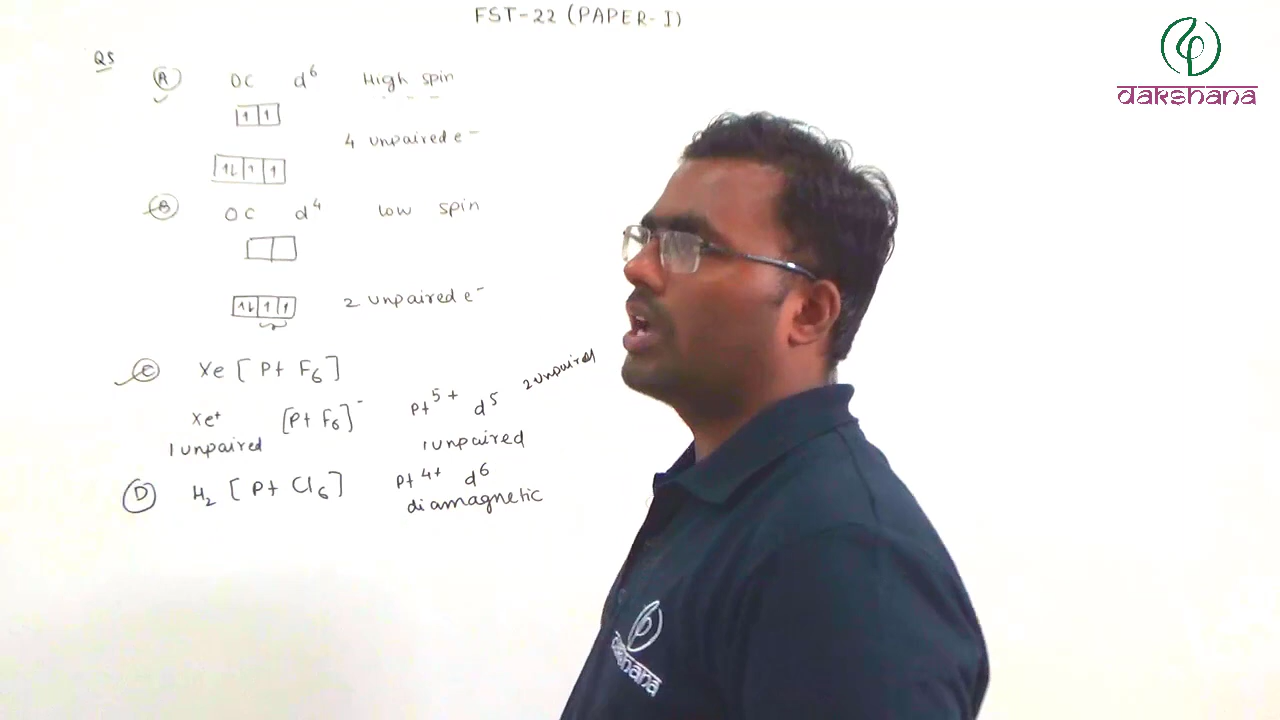 FST-22 (PAPER-I)
dakshana
Q5
A OC d⁶ High spin
↑ ↑
4 unpaired e⁻
↑↓ ↑ ↑
B OC d⁴ low spin
↑↓ ↑ ↑ 2 unpaired e⁻
C Xe [Pt F₆]
Xe⁺ [Pt F₆]⁻ Pt⁵⁺ d⁵ 2 unpaired
1 unpaired 1 unpaired
D H₂ [Pt Cl₆] Pt⁴⁺ d⁶
diamagnetic
dakshana